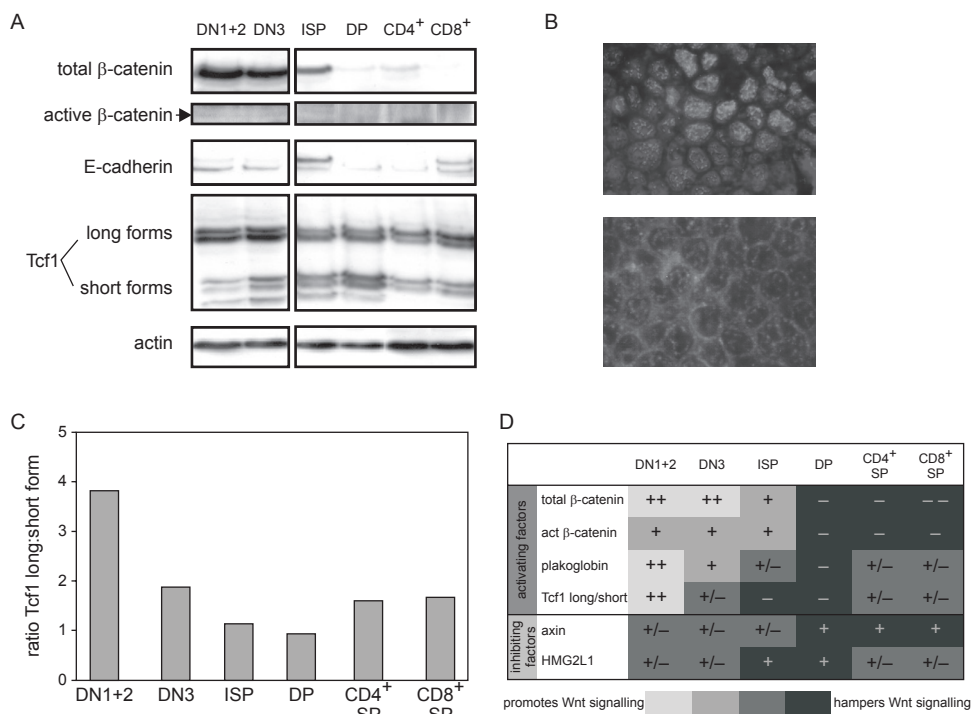 A
DN1+2 DN3 ISP DP CD4+ CD8+
total β-catenin
active β-catenin
E-cadherin
Tcf1
long forms
short forms
actin
B
C
ratio Tcf1 long:short form
5
4
3
2
1
0
DN1+2 DN3 ISP DP CD4+ SP CD8+ SP
D
DN1+2 DN3 ISP DP CD4+ SP CD8+ SP
activating factors
total β-catenin ++ ++ + – – – –
act β-catenin + + + – – –
plakoglobin ++ + +/– – +/– +/–
Tcf1 long/short ++ +/– – – +/– +/–
inhibiting factors
axin +/– +/– +/– + + +
HMG2L1 +/– +/– + + +/– +/–
promotes Wnt signalling hampers Wnt signalling